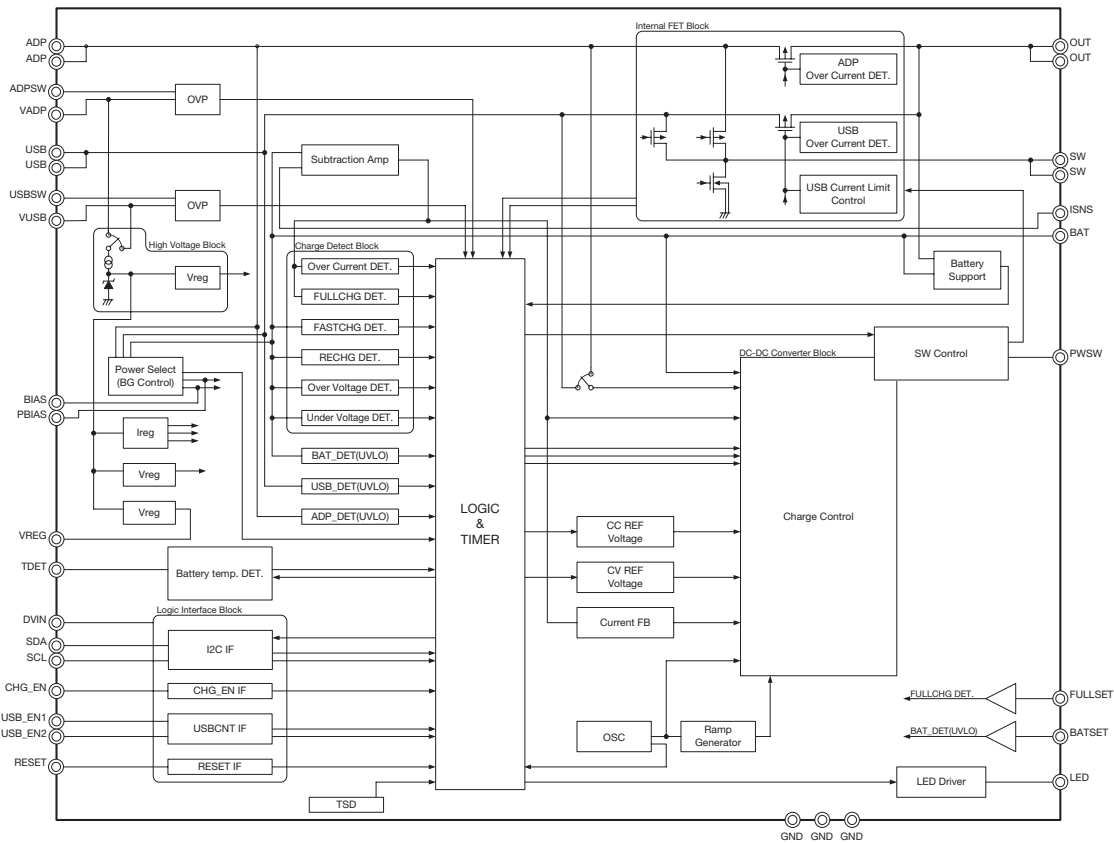 ADP
ADP
ADPSW
VADP
USB
USB
USBSW
VUSB
BIAS
PBIAS
VREG
TDET
DVIN
SDA
SCL
CHG_EN
USB_EN1
USB_EN2
RESET
OVP
OVP
Subtraction Amp
High Voltage Block
Vreg
Power Select
(BG Control)
Ireg
Vreg
Vreg
Charge Detect Block
Over Current DET.
FULLCHG DET.
FASTCHG DET.
RECHG DET.
Over Voltage DET.
Under Voltage DET.
BAT_DET(UVLO)
USB_DET(UVLO)
ADP_DET(UVLO)
Battery temp. DET.
Logic Interface Block
I2C IF
CHG_EN IF
USBCNT IF
RESET IF
TSD
LOGIC
&
TIMER
Internal FET Block
ADP
Over Current DET.
USB
Over Current DET.
USB Current Limit
Control
Battery
Support
SW Control
DC-DC Converter Block
Charge Control
CC REF
Voltage
CV REF
Voltage
Current FB
OSC
Ramp
Generator
FULLCHG DET.
BAT_DET(UVLO)
LED Driver
OUT
OUT
SW
SW
ISNS
BAT
PWSW
FULLSET
BATSET
LED
GND
GND
GND